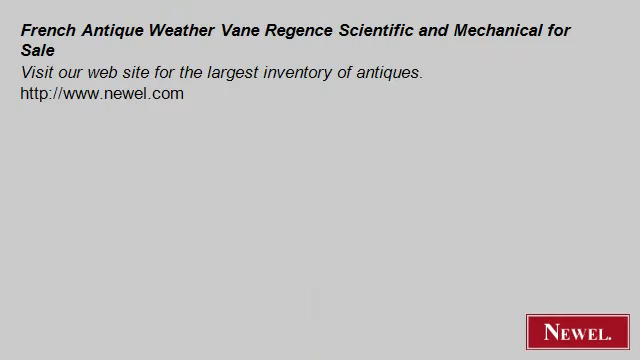 French Antique Weather Vane Regence Scientific and Mechanical for
Sale
Visit our web site for the largest inventory of antiques.
http://www.newel.com
NEWEL.